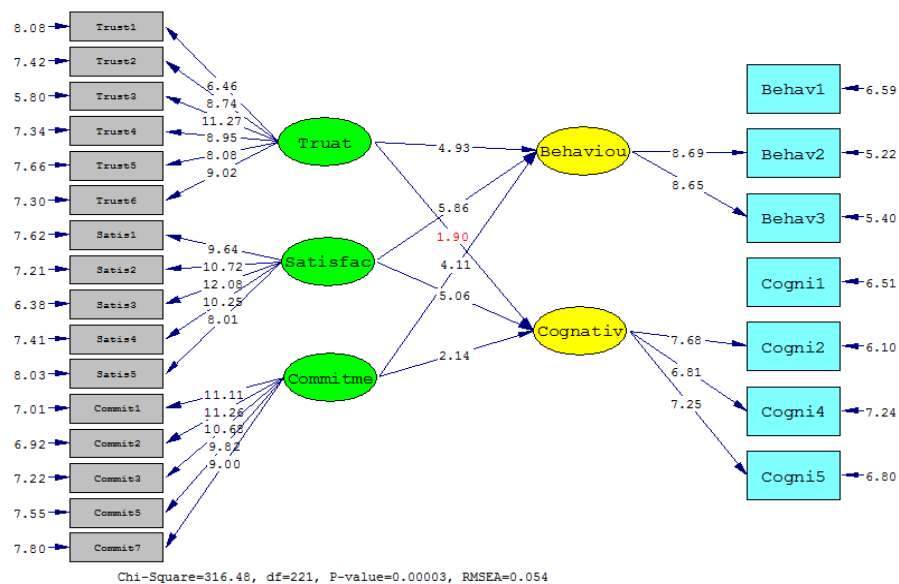 8.08 Trust1
7.42 Trust2
5.80 Trust3
7.34 Trust4
7.66 Trust5
7.30 Trust6
7.62 Satis1
7.21 Satis2
6.38 Satis3
7.41 Satis4
8.03 Satis5
7.01 Commit1
6.92 Commit2
7.22 Commit3
7.55 Commit5
7.80 Commit7
6.46
8.74
11.27
8.95
8.08
9.02
9.64
10.72
12.08
10.25
8.01
11.11
11.26
10.68
9.82
9.00
Truat
Satisfac
Commitme
4.93
5.86
1.90
4.11
5.06
2.14
Behaviou
Cognativ
8.69
8.65
7.68
6.81
7.25
Behav1 6.59
Behav2 5.22
Behav3 5.40
Cogni1 6.51
Cogni2 6.10
Cogni4 7.24
Cogni5 6.80
Chi-Square=316.48, df=221, P-value=0.00003, RMSEA=0.054